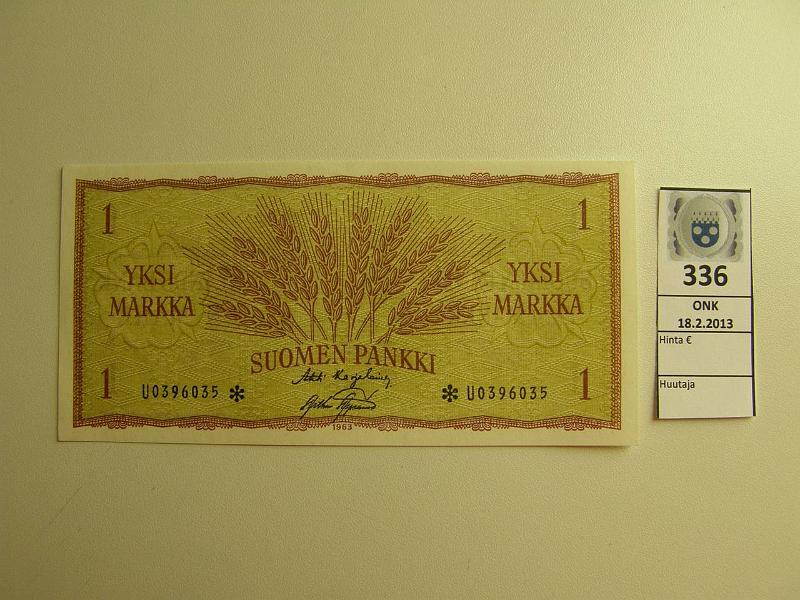 1 1
YKSI MARKKA
YKSI MARKKA
SUOMEN PANKKI
1 U0396035 * * U0396035 1
1963
336
ONK
18.2.2013
Hinta €
Huutaja